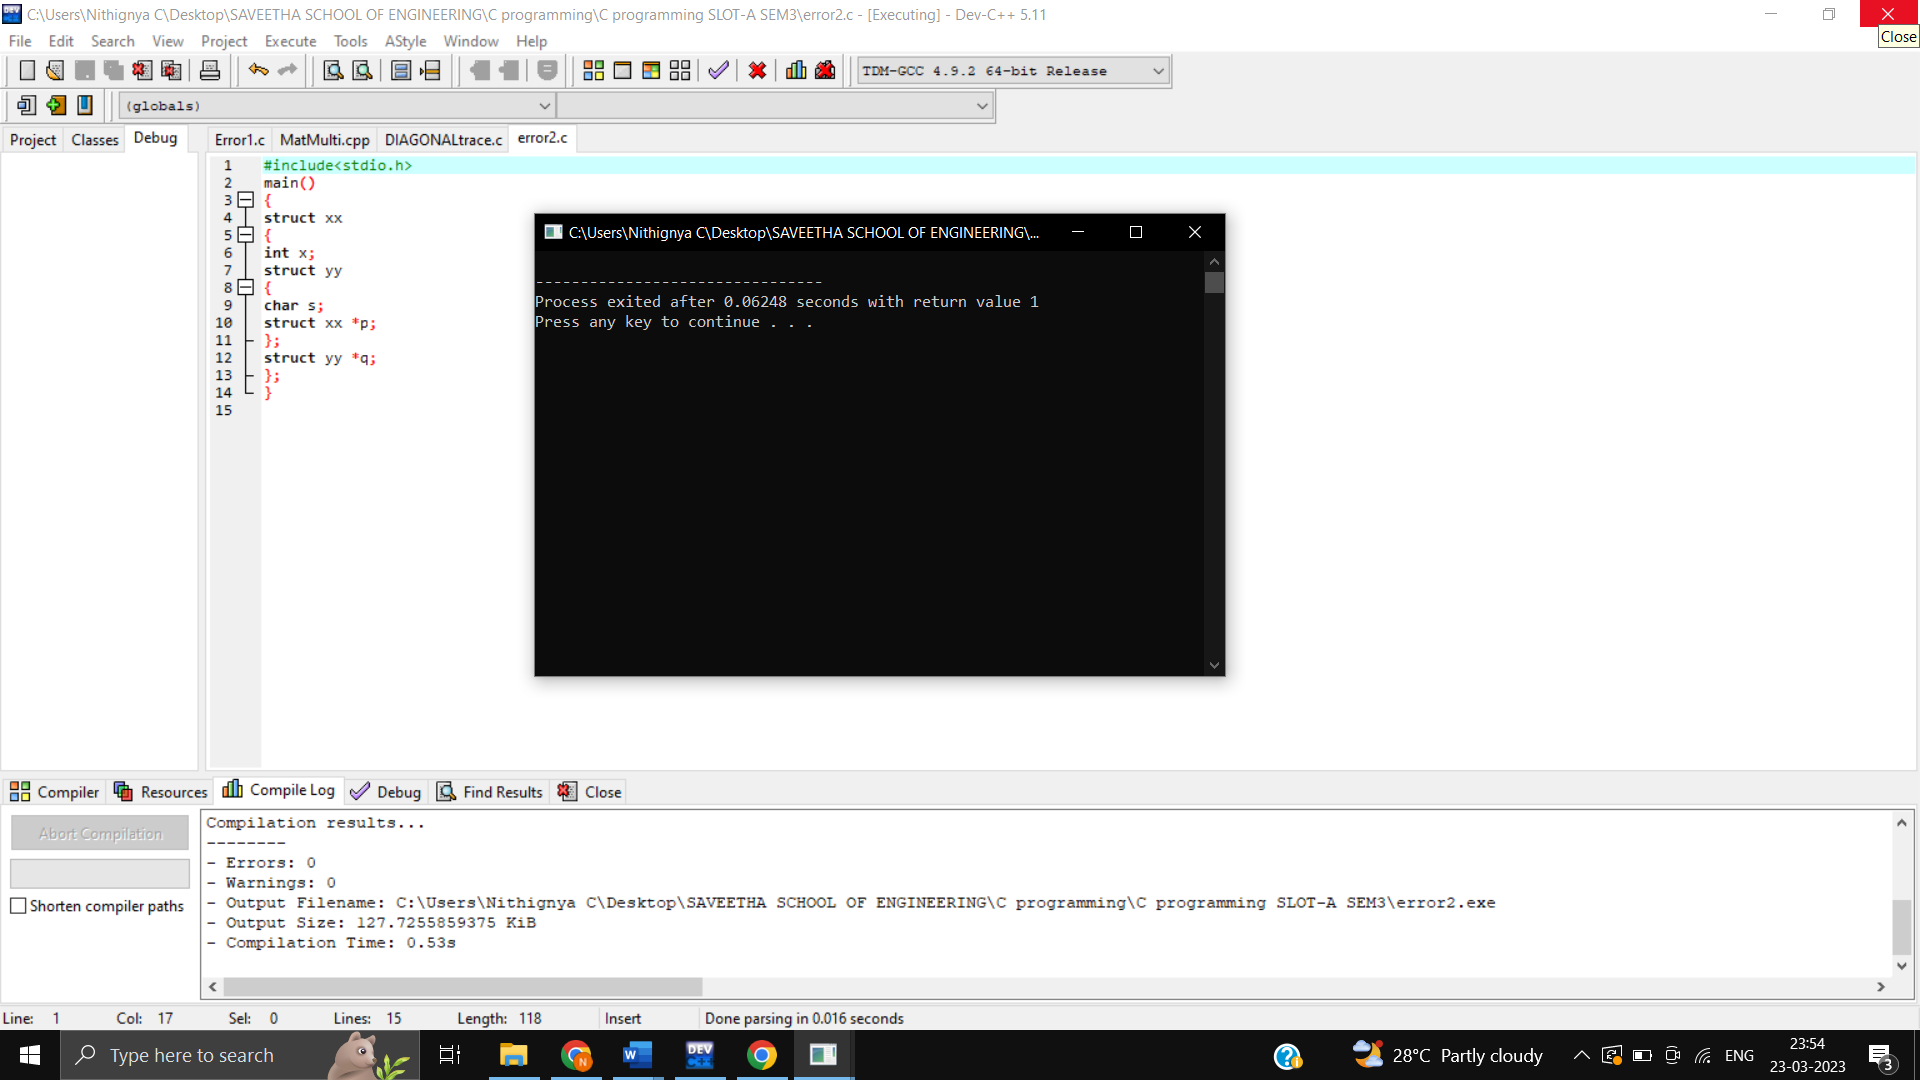 C:\Users\Nithignya C\Desktop\SAVEETHA SCHOOL OF ENGINEERING\C programming\C programming SLOT-A SEM3\error2.c - [Executing] - Dev-C++ 5.11
Close
File Edit Search View Project Execute Tools AStyle Window Help
TDM-GCC 4.9.2 64-bit Release
(globals)
Project Classes Debug
Error1.c MatMulti.cpp DIAGONALtrace.c error2.c
1 #include<stdio.h>
2 main()
3 {
4 struct xx
5 {
6 int x;
7 struct yy
8 {
9 char s;
10 struct xx *p;
11 };
12 struct yy *q;
13 };
14 }
15
C:\Users\Nithignya C\Desktop\SAVEETHA SCHOOL OF ENGINEERING\...
--------------------------------
Process exited after 0.06248 seconds with return value 1
Press any key to continue . . .
Compiler Resources Compile Log Debug Find Results Close
Abort Compilation
Shorten compiler paths
Compilation results...
--------
- Errors: 0
- Warnings: 0
- Output Filename: C:\Users\Nithignya C\Desktop\SAVEETHA SCHOOL OF ENGINEERING\C programming\C programming SLOT-A SEM3\error2.exe
- Output Size: 127.7255859375 KiB
- Compilation Time: 0.53s
Line: 1 Col: 17 Sel: 0 Lines: 15 Length: 118 Insert Done parsing in 0.016 seconds
Type here to search
N
W
DEV C++
28°C Partly cloudy
ENG
23:54
23-03-2023
3